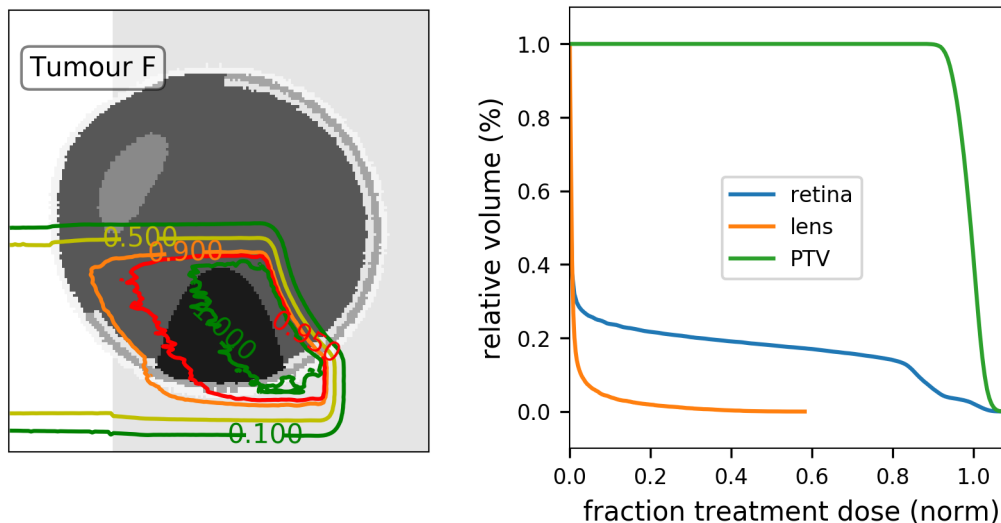 Tumour F
0.500
0.900
0.950
1.000
0.100
relative volume (%)
1.0
0.8
0.6
0.4
0.2
0.0
retina
lens
PTV
0.0 0.2 0.4 0.6 0.8 1.0
fraction treatment dose (norm)